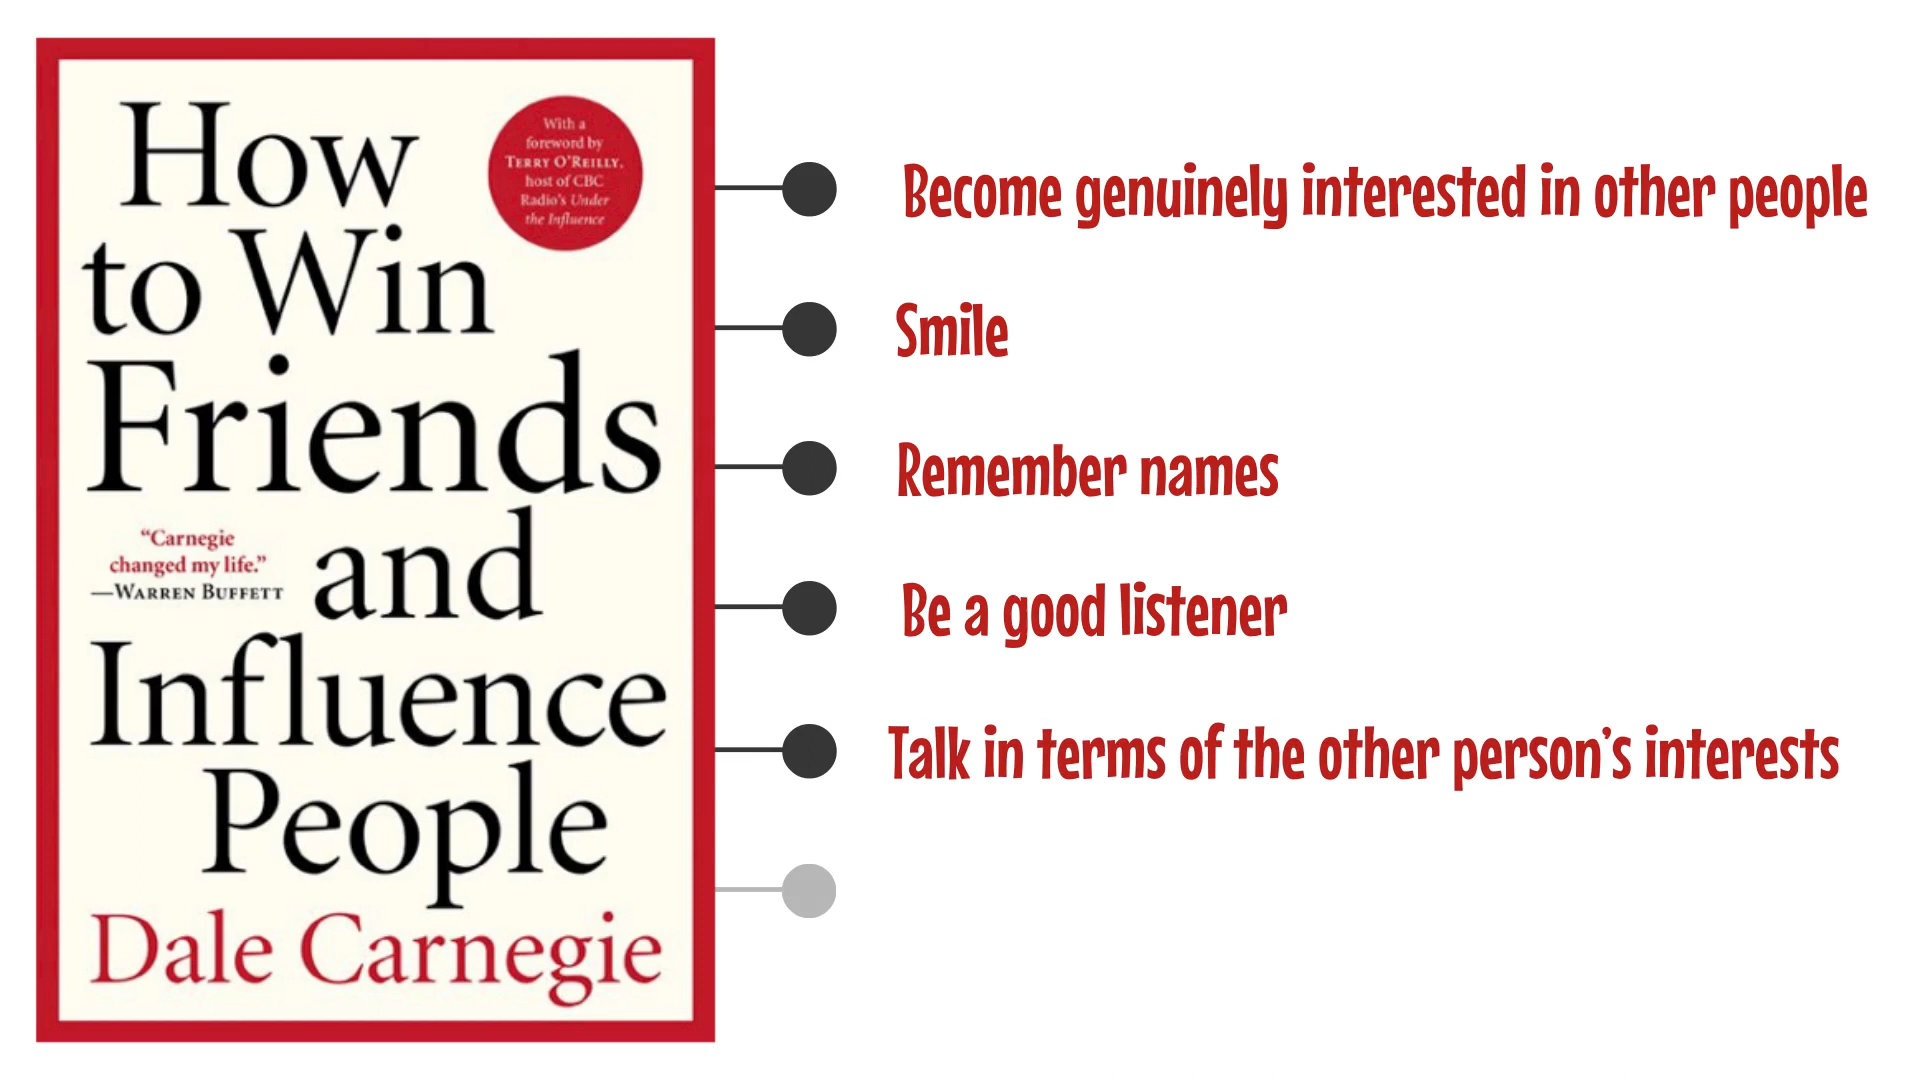 How
to Win
Friends
and
Influence
People
Dale Carnegie
With a
foreword by
TERRY O'REILLY,
host of CBC
Radio's Under
the Influence
“Carnegie
changed my life.”
—WARREN BUFFETT
Become genuinely interested in other people
Smile
Remember names
Be a good listener
Talk in terms of the other person's interests